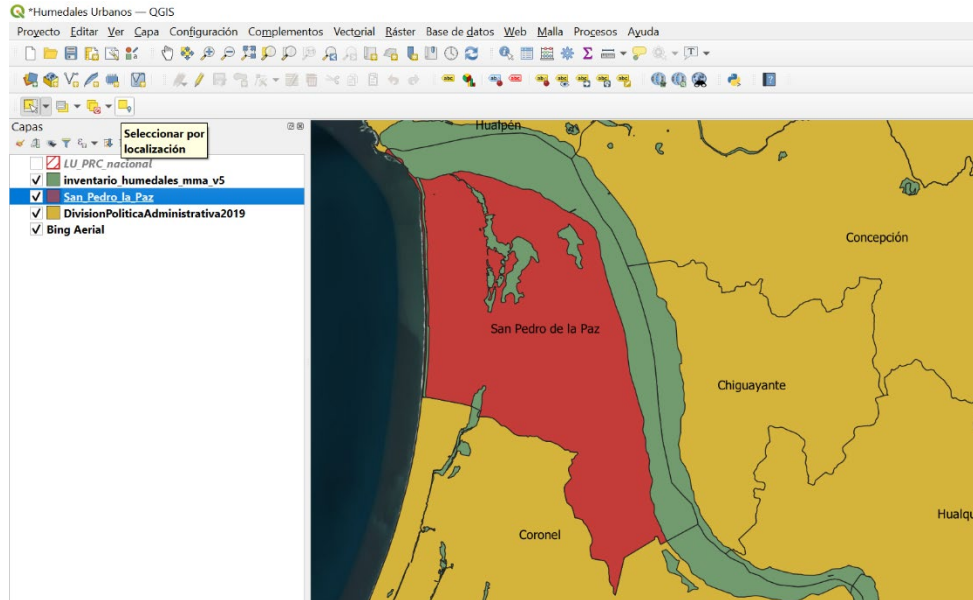 *Humedales Urbanos — QGIS
Proyecto Editar Ver Capa Configuración Complementos Vectorial Ráster Base de datos Web Malla Procesos Ayuda
Capas
Seleccionar por
localización
LU_PRC_nacional
inventario_humedales_mma_v5
San_Pedro_la_Paz
DivisionPoliticaAdministrativa2019
Bing Aerial
Hualpén
Concepción
San Pedro de la Paz
Chiguayante
Hualqu
Coronel